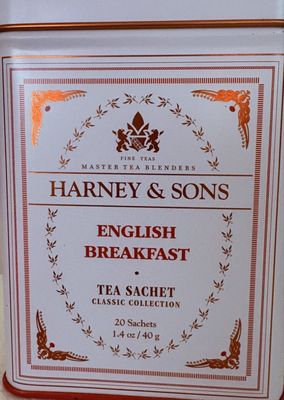 FINE TEAS
MASTER TEA BLENDERS
HARNEY & SONS
ENGLISH
BREAKFAST
•
TEA SACHET
CLASSIC COLLECTION
20 Sachets
1.4 oz / 40 g